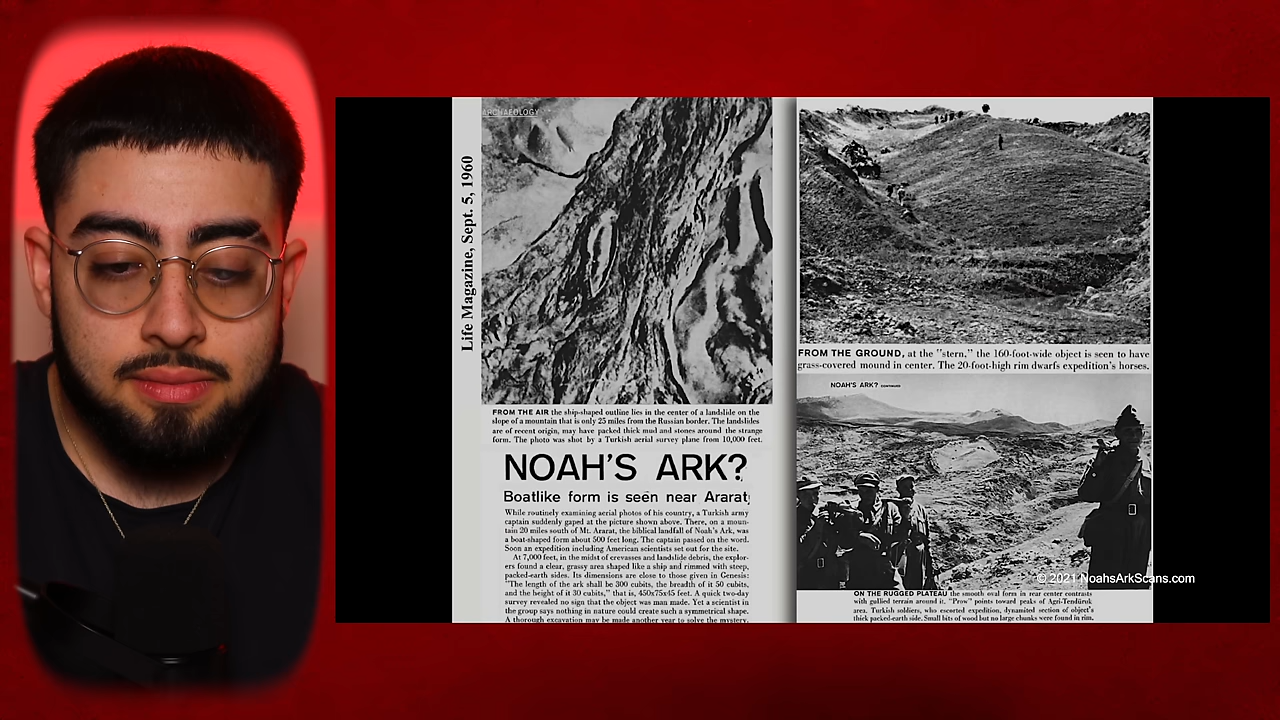 ARCHAEOLOGY
Life Magazine, Sept. 5, 1960
FROM THE AIR the ship-shaped outline lies in the center of a landslide on the
slope of a mountain that is only 25 miles from the Russian border. The landslides
are of recent origin, may have packed thick mud and stones around the strange
form. The photo was shot by a Turkish aerial survey plane from 10,000 feet.
NOAH'S ARK?
Boatlike form is seen near Ararat
While routinely examining aerial photos of his country, a Turkish army
captain suddenly gaped at the picture shown above. There, on a moun-
tain 20 miles south of Mt. Ararat, the biblical landfall of Noah's Ark, was
a boat-shaped form about 500 feet long. The captain passed on the word.
Soon an expedition including American scientists set out for the site.
At 7,000 feet, in the midst of crevasses and landslide debris, the explor-
ers found a clear, grassy area shaped like a ship and rimmed with steep,
packed-earth sides. Its dimensions are close to those given in Genesis:
"The length of the ark shall be 300 cubits, the breadth of it 50 cubits,
and the height of it 30 cubits," that is, 450x75x45 feet. A quick two-day
survey revealed no sign that the object was man made. Yet a scientist in
the group says nothing in nature could create such a symmetrical shape.
A thorough excavation may be made another year to solve the mystery.
FROM THE GROUND, at the "stern," the 160-foot-wide object is seen to have
grass-covered mound in center. The 20-foot-high rim dwarfs expedition's horses.
NOAH'S ARK? CONTINUED
© 2021 NoahsArkScans.com
ON THE RUGGED PLATEAU the smooth oval form in rear center contrasts
with gullied terrain around it. "Prow" points toward peaks of Agri-Tendürük
area. Turkish soldiers, who escorted expedition, dynamited section of object's
thick packed-earth side. Small bits of wood but no large chunks were found in rim.